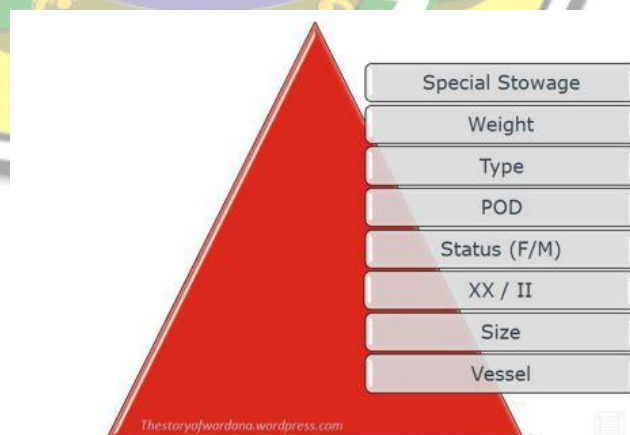 Special Stowage
Weight
Type
POD
Status (F/M)
XX / II
Size
Vessel
Thestoryofwardana.wordpress.com